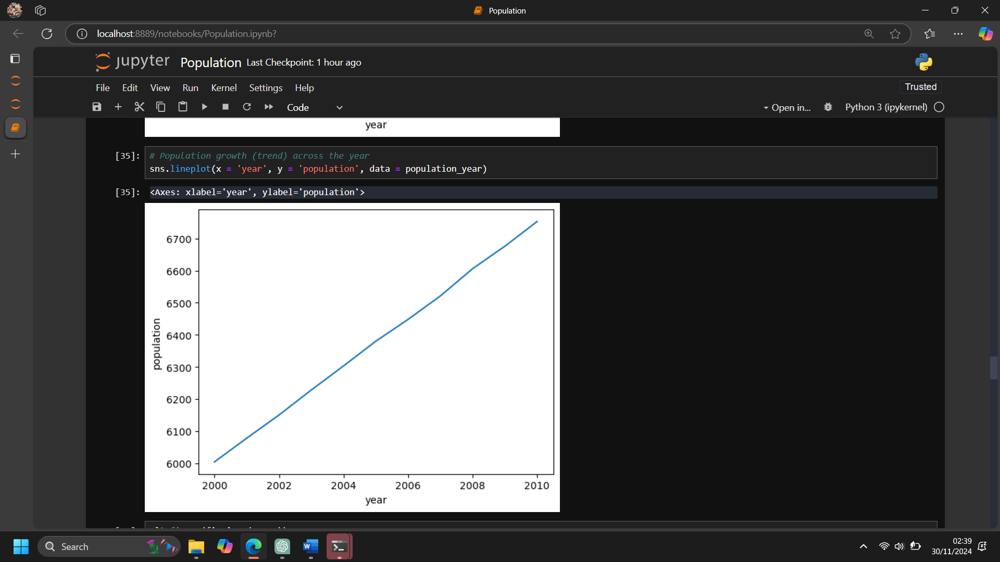 Population
localhost:8889/notebooks/Population.ipynb?
jupyter Population Last Checkpoint: 1 hour ago
File Edit View Run Kernel Settings Help
Trusted
Code
Open in...
Python 3 (ipykernel)
year
[35]: # Population growth (trend) across the year
sns.lineplot(x = 'year', y = 'population', data = population_year)
[35]: <Axes: xlabel='year', ylabel='population'>
6700
6600
6500
6400
6300
6200
6100
6000
population
2000 2002 2004 2006 2008 2010
year
Search
W
02:39
30/11/2024